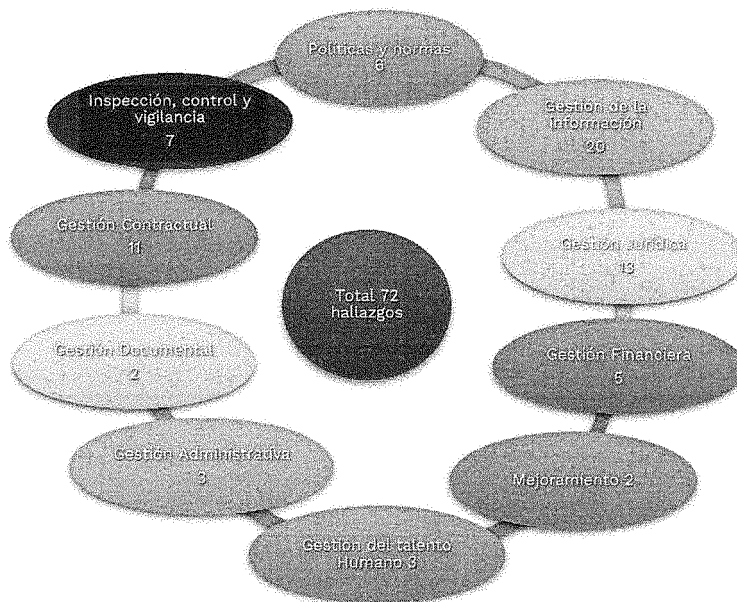 Políticas y normas
6
Gestión de la
información
20
Gestión Jurídica
13
Gestión Financiera
5
Mejoramiento 2
Gestión del talento
Humano 3
Gestión Administrativa
3
Gestión Documental
2
Gestión Contractual
11
Inspección, control y
vigilancia
7
Total 72
hallazgos